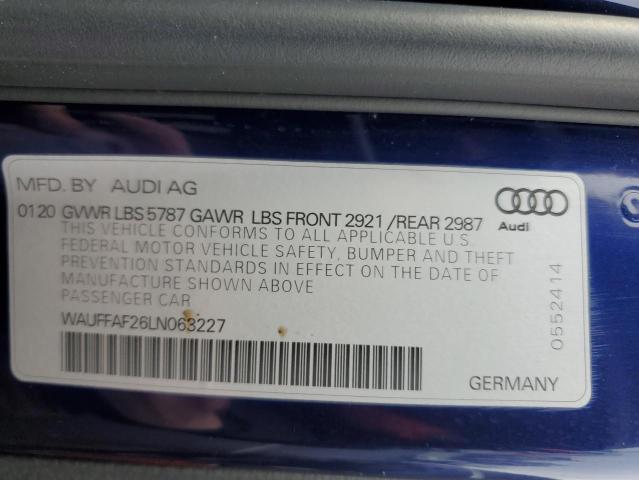 MFD. BY AUDI AG
Audi
0120 GVWR LBS 5787 GAWR LBS FRONT 2921 /REAR 2987
THIS VEHICLE CONFORMS TO ALL APPLICABLE U.S.
FEDERAL MOTOR VEHICLE SAFETY, BUMPER AND THEFT
PREVENTION STANDARDS IN EFFECT ON THE DATE OF
MANUFACTURE SHOWN ABOVE
PASSENGER CAR
WAUFFAF26LN063227
0552414
GERMANY